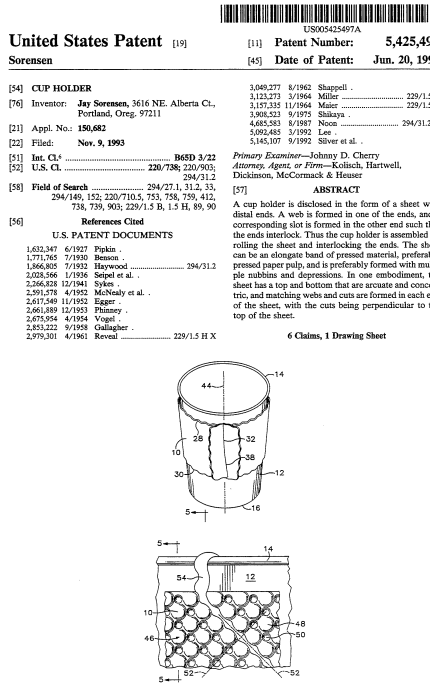 US005425497A
United States Patent [19]
Sorensen
[11] Patent Number: 5,425,49
[45] Date of Patent: Jun. 20, 199
[54] CUP HOLDER
[76] Inventor: Jay Sorensen, 3616 NE. Alberta Ct.,
Portland, Oreg. 97211
[21] Appl. No.: 150,682
[22] Filed: Nov. 9, 1993
[51] Int. Cl.⁶ ........ B65D 3/22
[52] U.S. Cl. ........ 220/738; 220/903;
294/31.2
[58] Field of Search ........ 294/27.1, 31.2, 33,
294/149, 152; 220/710.5, 753, 758, 759, 412,
738, 739, 903; 229/1.5 B, 1.5 H, 89, 90
[56] References Cited
U.S. PATENT DOCUMENTS
1,632,347 6/1927 Pipkin .
1,771,765 7/1930 Benson .
1,866,805 7/1932 Haywood ........ 294/31.2
2,028,566 1/1936 Seipel et al. .
2,266,828 12/1941 Sykes .
2,591,578 4/1952 McNealy et al. .
2,617,549 11/1952 Egger .
2,661,889 12/1953 Phinney .
2,675,954 4/1954 Vogel .
2,853,222 9/1958 Gallagher .
2,979,301 4/1961 Reveal ........ 229/1.5 H X
3,049,277 8/1962 Shappell .
3,123,273 3/1964 Miller ........ 229/1.5
3,157,335 11/1964 Maier ........ 229/1.5
3,908,523 9/1975 Shikaya .
4,685,583 8/1987 Noon ........ 294/31.2
5,092,485 3/1992 Lee .
5,145,107 9/1992 Silver et al. .
Primary Examiner—Johnny D. Cherry
Attorney, Agent, or Firm—Kolisch, Hartwell,
Dickinson, McCormack & Heuser
[57] ABSTRACT
A cup holder is disclosed in the form of a sheet w
distal ends. A web is formed in one of the ends, and
corresponding slot is formed in the other end such th
the ends interlock. Thus the cup holder is assembled
rolling the sheet and interlocking the ends. The she
can be an elongate band of pressed material, preferab
pressed paper pulp, and is preferably formed with mu
ple nubbins and depressions. In one embodiment, t
sheet has a top and bottom that are arcuate and conc
tric, and matching webs and cuts are formed in each e
of the sheet, with the cuts being perpendicular to t
top of the sheet.
6 Claims, 1 Drawing Sheet
44
14
28
32
10
38
30
12
16
5
5
14
54
12
10
48
46
50
52
52
5